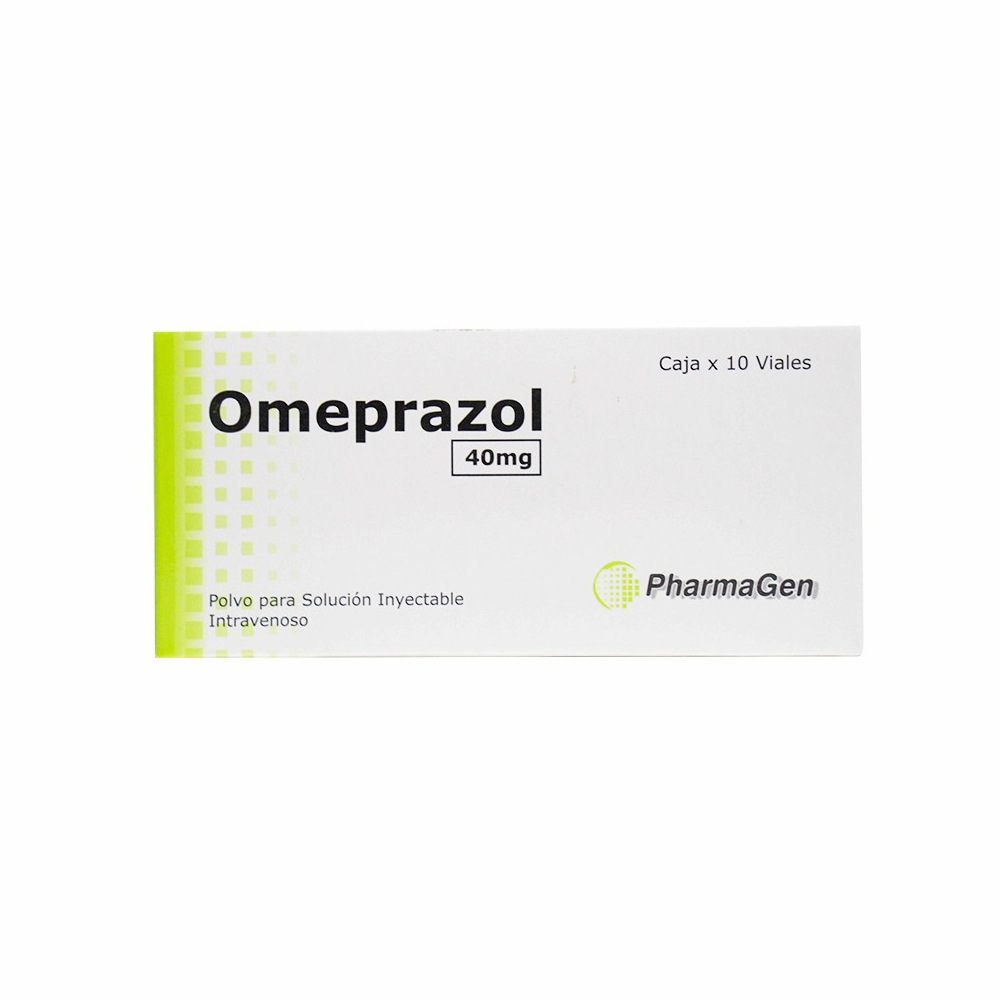 Caja x 10 Viales
Omeprazol
40mg
Polvo para Solución Inyectable
Intravenoso
PharmaGen